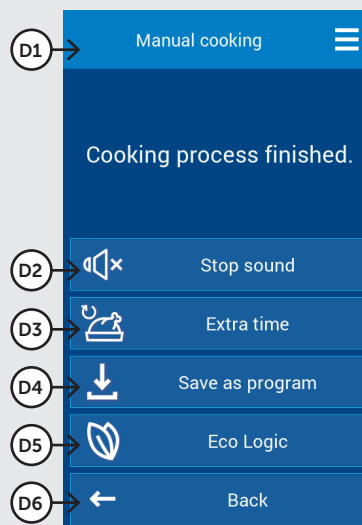 D1
Manual cooking
Cooking process finished.
D2
Stop sound
D3
Extra time
D4
Save as program
D5
Eco Logic
D6
Back